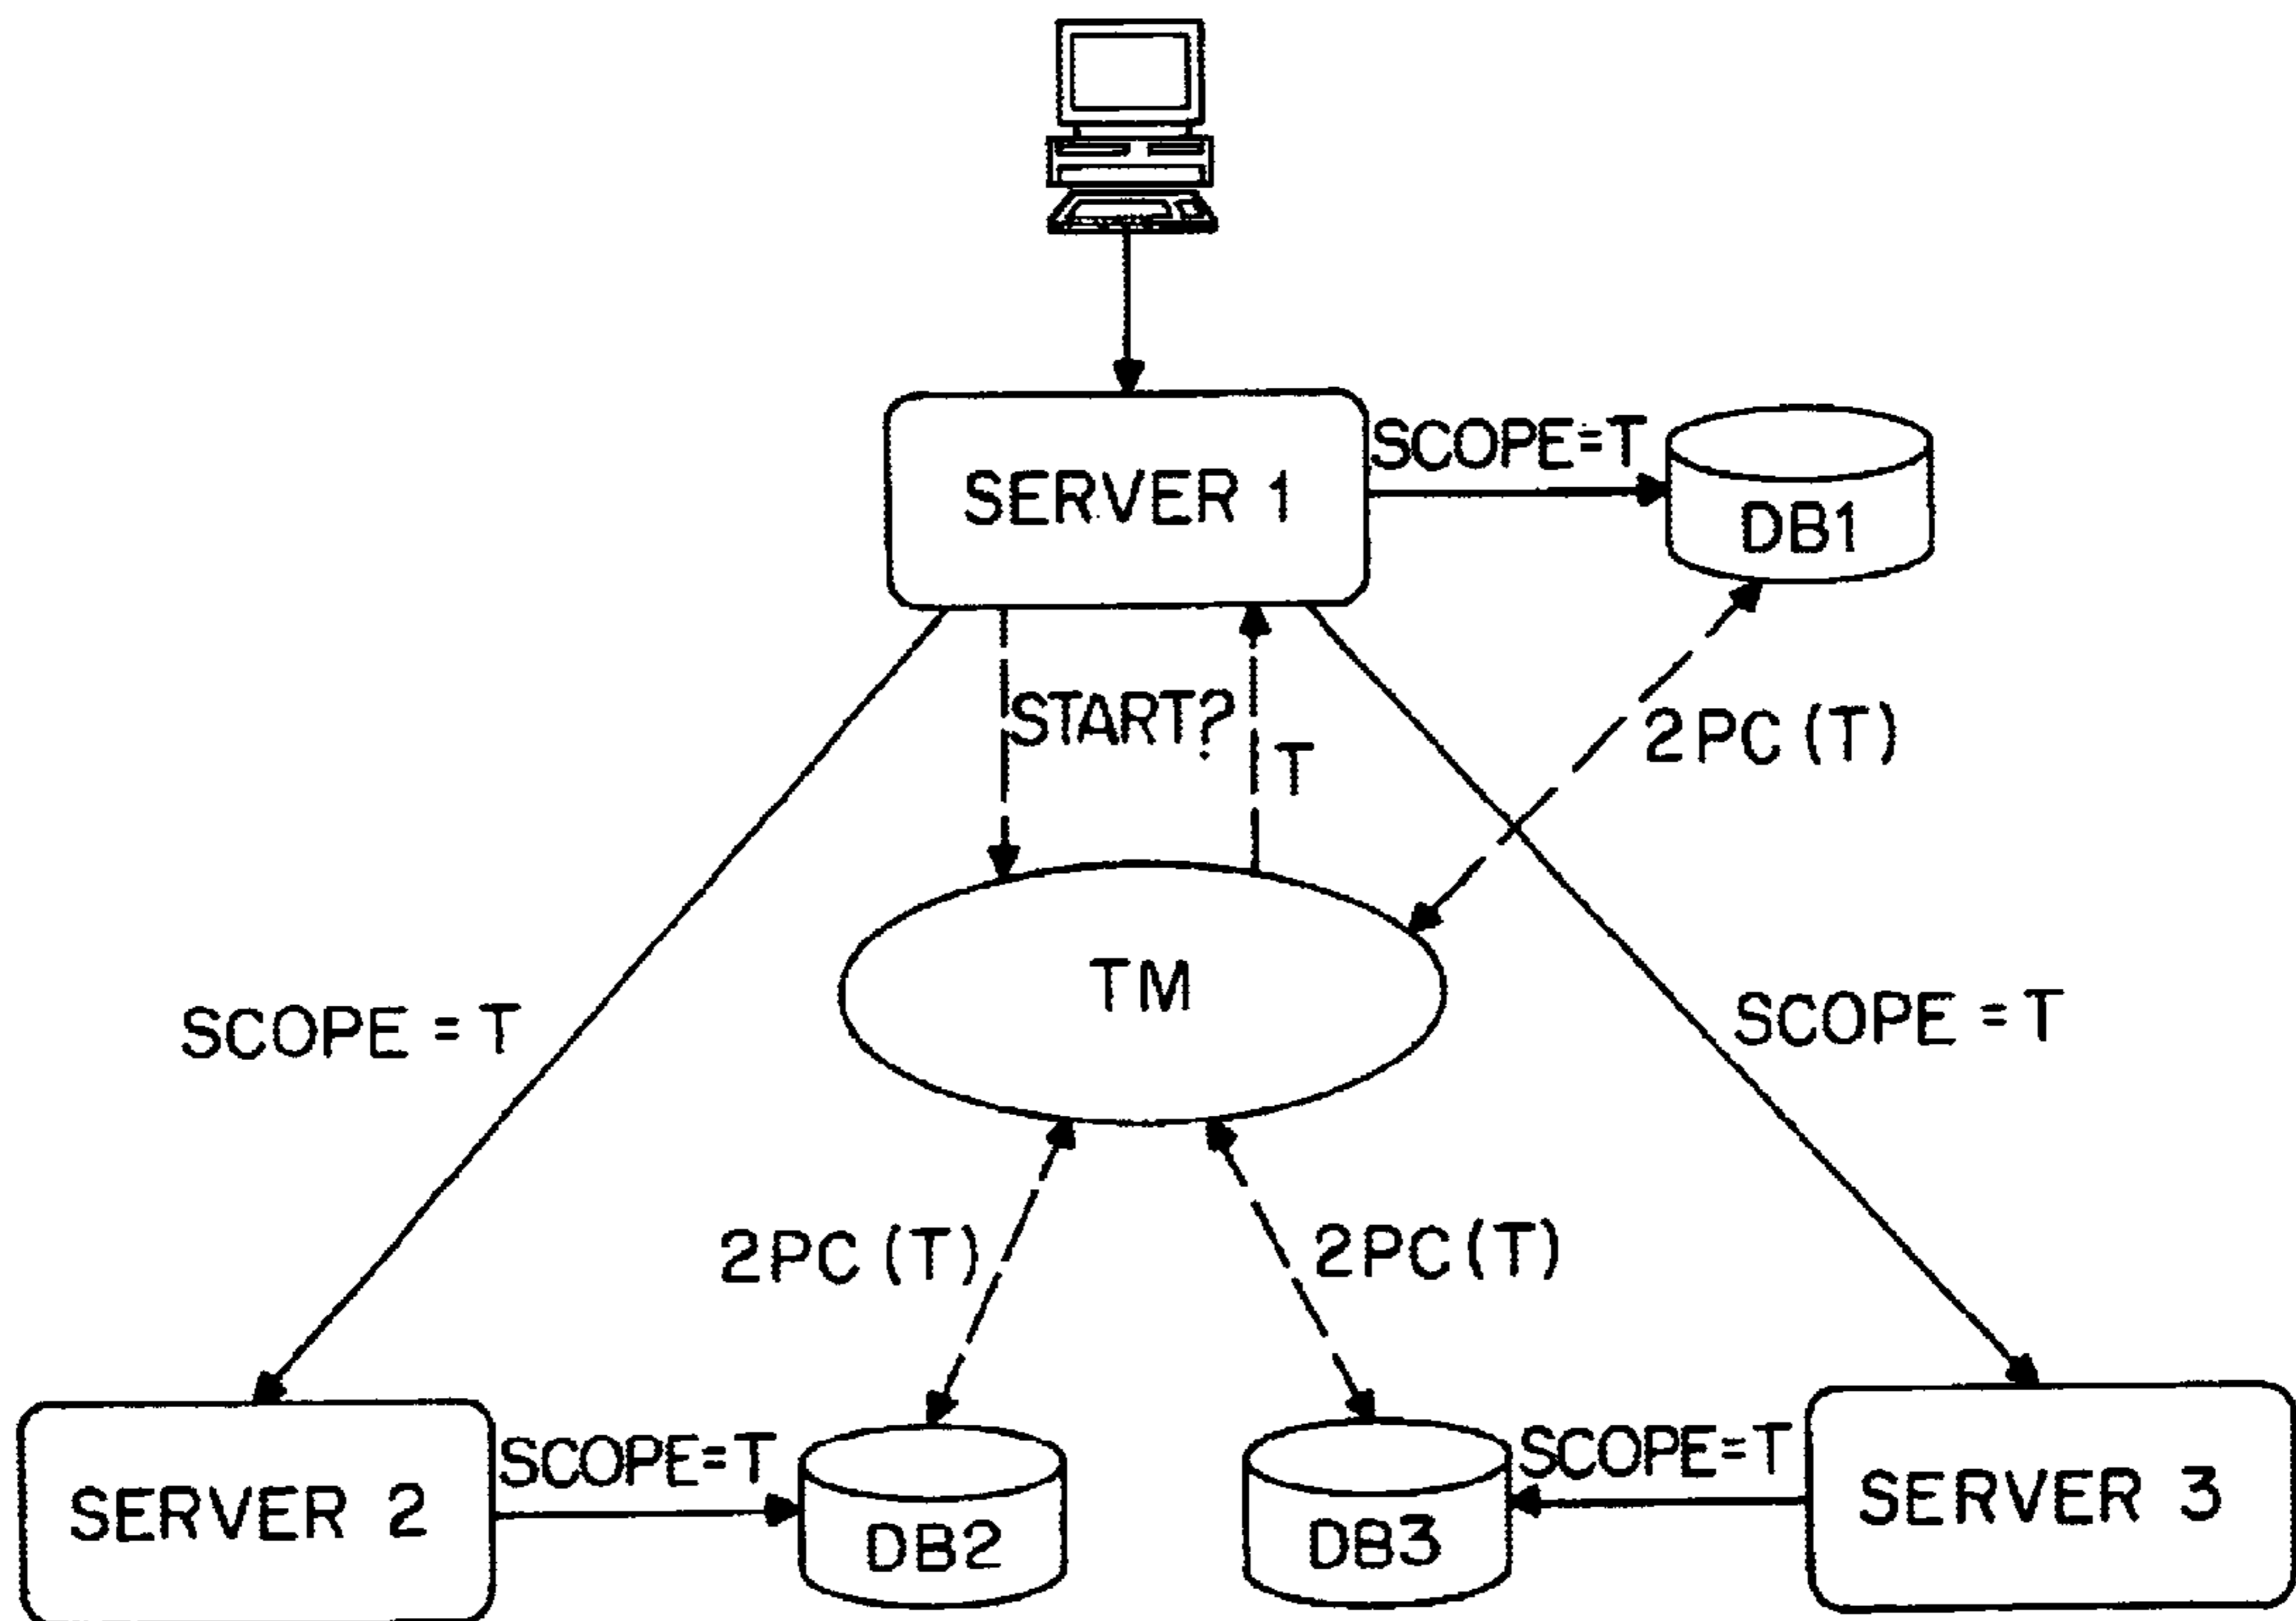 SCOPE=T
SERVER 1
DB1
START?
T
2PC (T)
TM
SCOPE = T
SCOPE = T
2PC (T)
2PC (T)
SCOPE=T
SCOPE=T
SERVER 2
DB2
DB3
SERVER 3